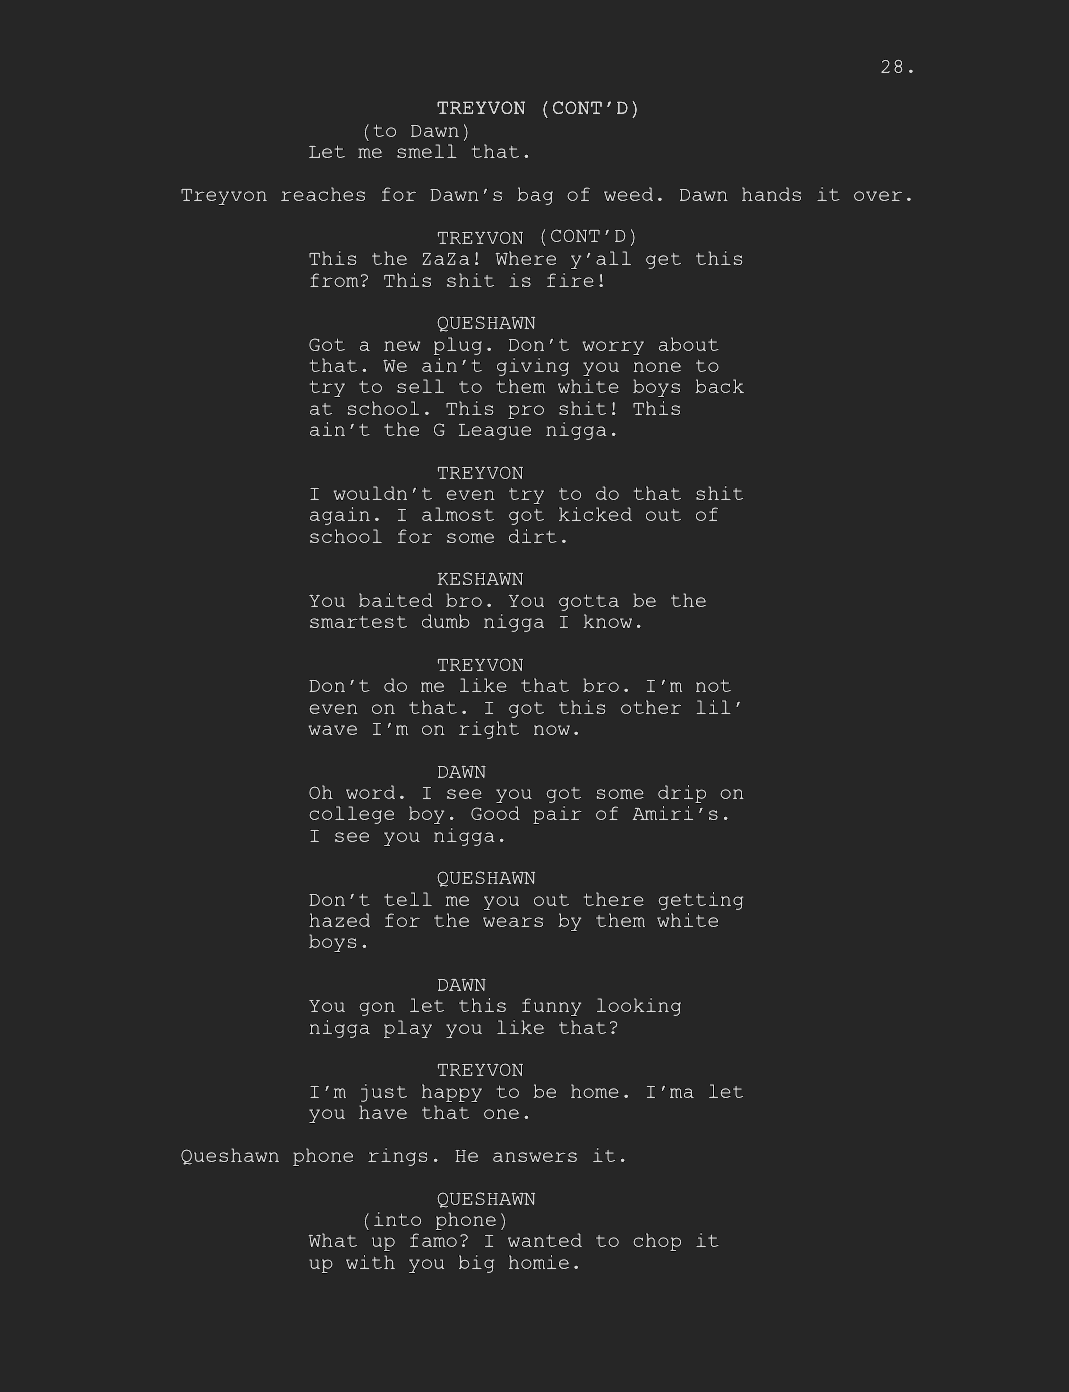 28.
TREYVON (CONT'D)
(to Dawn)
Let me smell that.
Treyvon reaches for Dawn's bag of weed. Dawn hands it over.
TREYVON (CONT'D)
This the ZaZa! Where y'all get this
from? This shit is fire!
QUESHAWN
Got a new plug. Don't worry about
that. We ain't giving you none to
try to sell to them white boys back
at school. This pro shit! This
ain't the G League nigga.
TREYVON
I wouldn't even try to do that shit
again. I almost got kicked out of
school for some dirt.
KESHAWN
You baited bro. You gotta be the
smartest dumb nigga I know.
TREYVON
Don't do me like that bro. I'm not
even on that. I got this other lil'
wave I'm on right now.
DAWN
Oh word. I see you got some drip on
college boy. Good pair of Amiri's.
I see you nigga.
QUESHAWN
Don't tell me you out there getting
hazed for the wears by them white
boys.
DAWN
You gon let this funny looking
nigga play you like that?
TREYVON
I'm just happy to be home. I'ma let
you have that one.
Queshawn phone rings. He answers it.
QUESHAWN
(into phone)
What up famo? I wanted to chop it
up with you big homie.